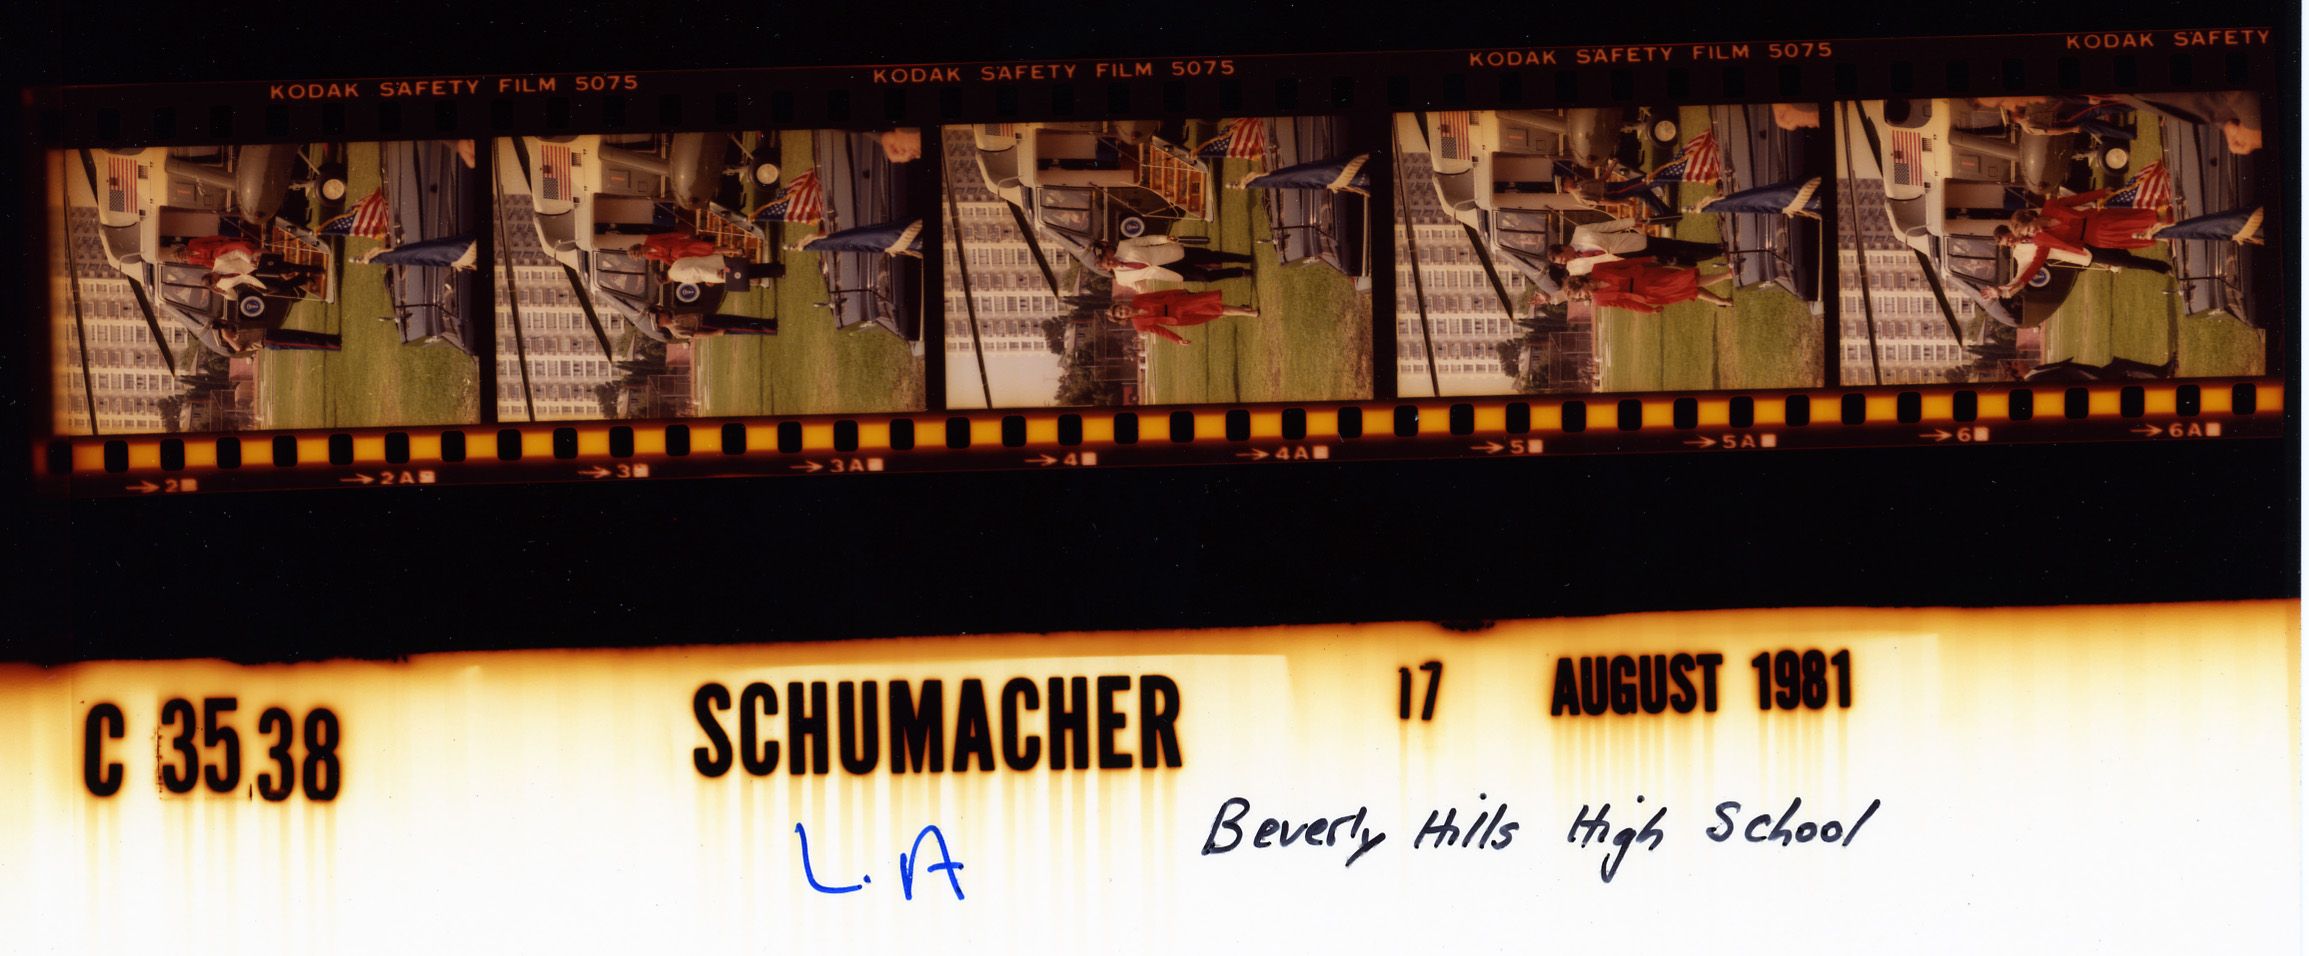 KODAK SAFETY FILM 5075 KODAK SAFETY FILM 5075 KODAK SAFETY FILM 5075 KODAK SAFETY
→2 →2A →3 →3A →4 →4A →5 →5A →6 →6A
C 35,38 SCHUMACHER 17 AUGUST 1981
L.A Beverly Hills High School